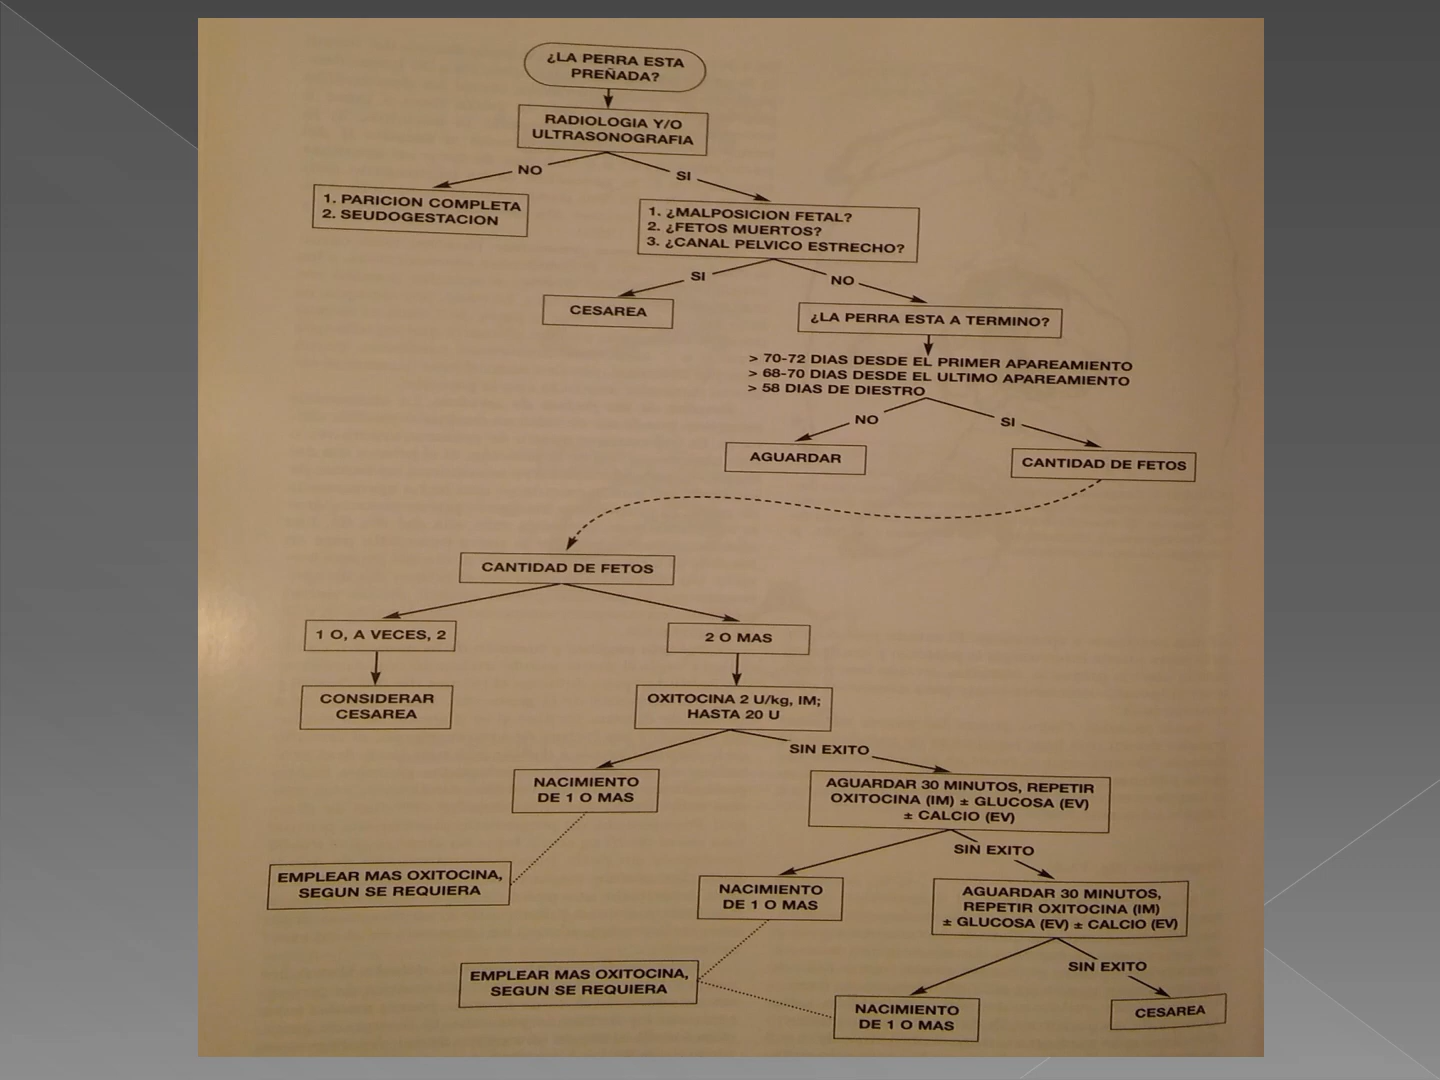 ¿LA PERRA ESTA
PREÑADA?
RADIOLOGIA Y/O
ULTRASONOGRAFIA
NO
SI
1. PARICION COMPLETA
2. SEUDOGESTACION
1. ¿MALPOSICION FETAL?
2. ¿FETOS MUERTOS?
3. ¿CANAL PELVICO ESTRECHO?
SI
NO
CESAREA
¿LA PERRA ESTA A TERMINO?
> 70-72 DIAS DESDE EL PRIMER APAREAMIENTO
> 68-70 DIAS DESDE EL ULTIMO APAREAMIENTO
> 58 DIAS DE DIESTRO
NO
SI
AGUARDAR
CANTIDAD DE FETOS
CANTIDAD DE FETOS
1 O, A VECES, 2
2 O MAS
CONSIDERAR
CESAREA
OXITOCINA 2 U/kg, IM;
HASTA 20 U
SIN EXITO
NACIMIENTO
DE 1 O MAS
AGUARDAR 30 MINUTOS, REPETIR
OXITOCINA (IM) ± GLUCOSA (EV)
± CALCIO (EV)
SIN EXITO
EMPLEAR MAS OXITOCINA,
SEGUN SE REQUIERA
NACIMIENTO
DE 1 O MAS
AGUARDAR 30 MINUTOS,
REPETIR OXITOCINA (IM)
± GLUCOSA (EV) ± CALCIO (EV)
SIN EXITO
EMPLEAR MAS OXITOCINA,
SEGUN SE REQUIERA
NACIMIENTO
DE 1 O MAS
CESAREA